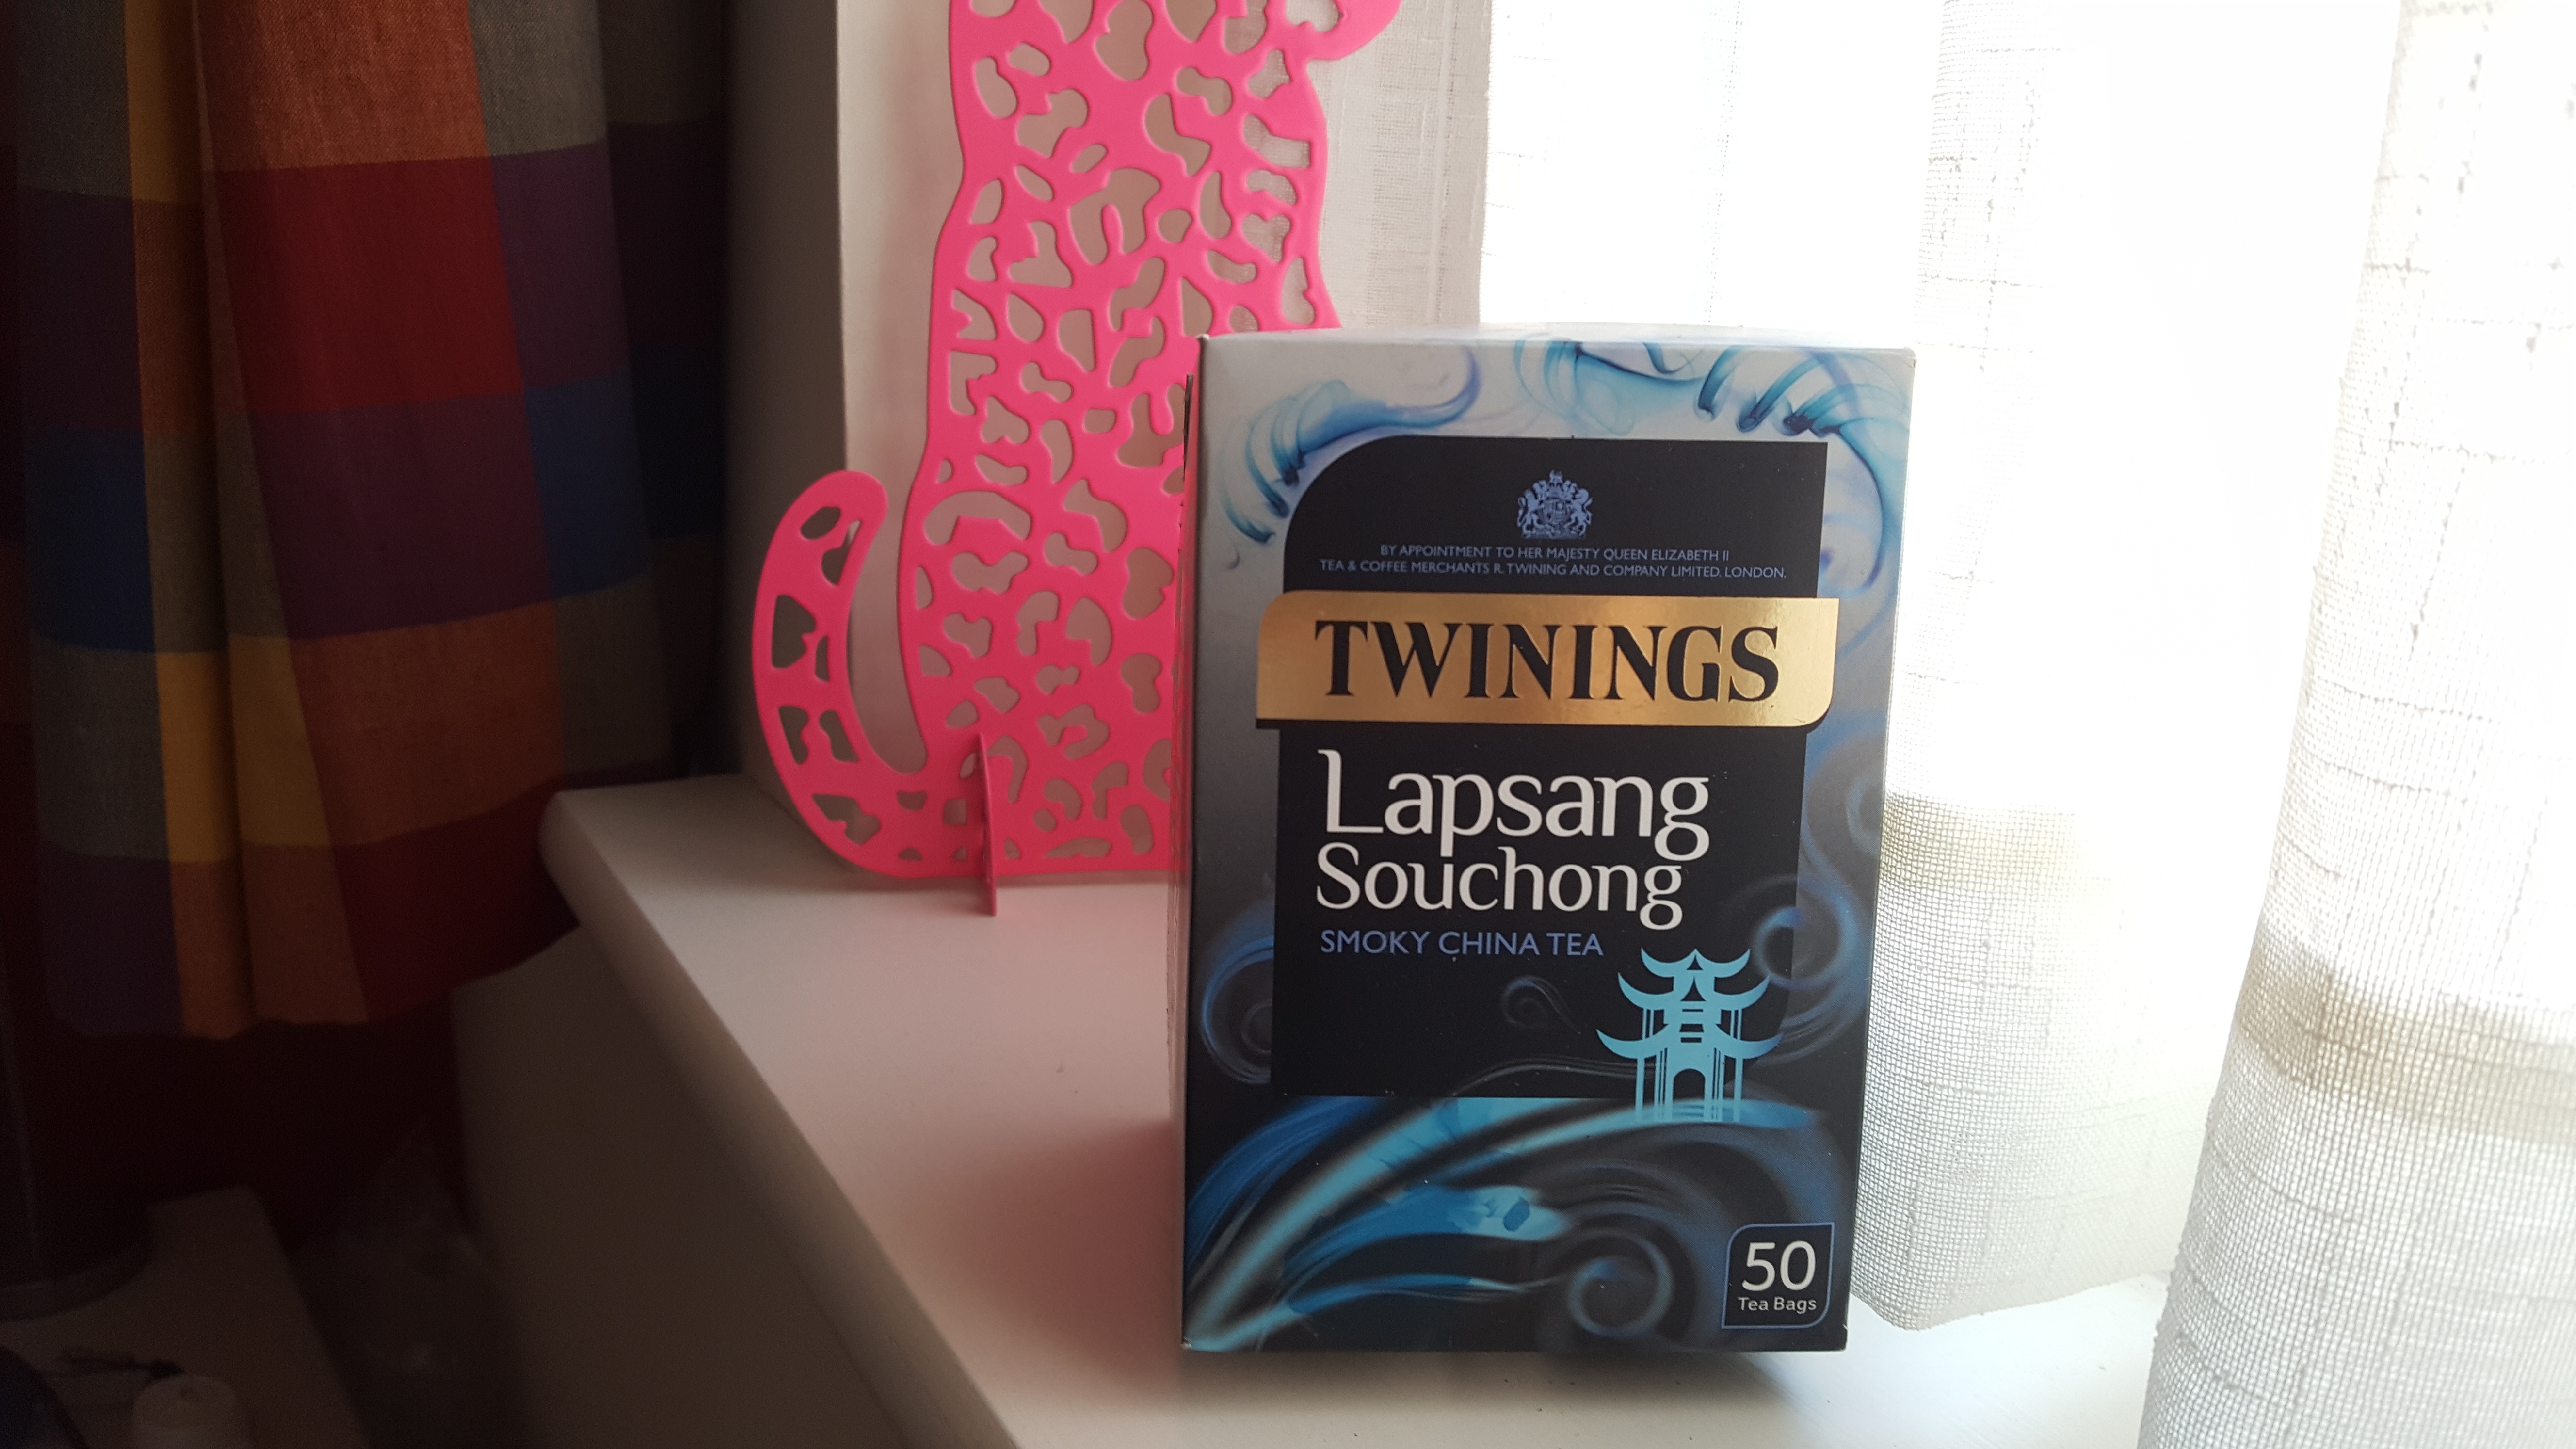 BY APPOINTMENT TO HER MAJESTY QUEEN ELIZABETH II
TEA & COFFEE MERCHANTS R. TWINING AND COMPANY LIMITED. LONDON.
TWININGS
Lapsang
Souchong
SMOKY CHINA TEA
50
Tea Bags